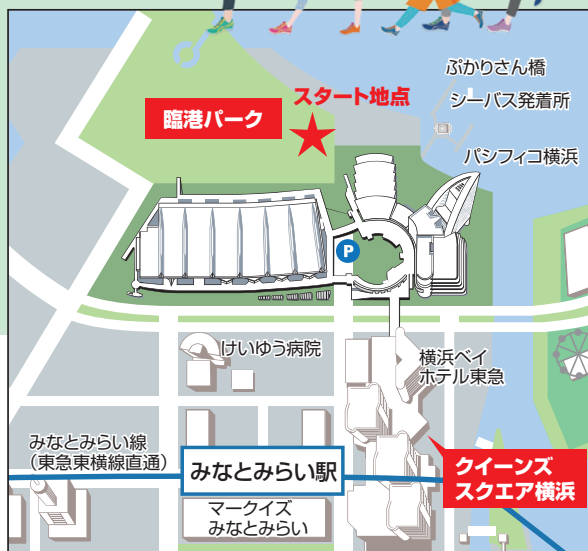 ぷかりさん橋
スタート地点
シーバス発着所
臨港パーク
パシフィコ横浜
P
けいゆう病院
横浜ベイ
ホテル東急
みなとみらい線
（東急東横線直通）
みなとみらい駅
クイーンズ
スクエア横浜
マークイズ
みなとみらい